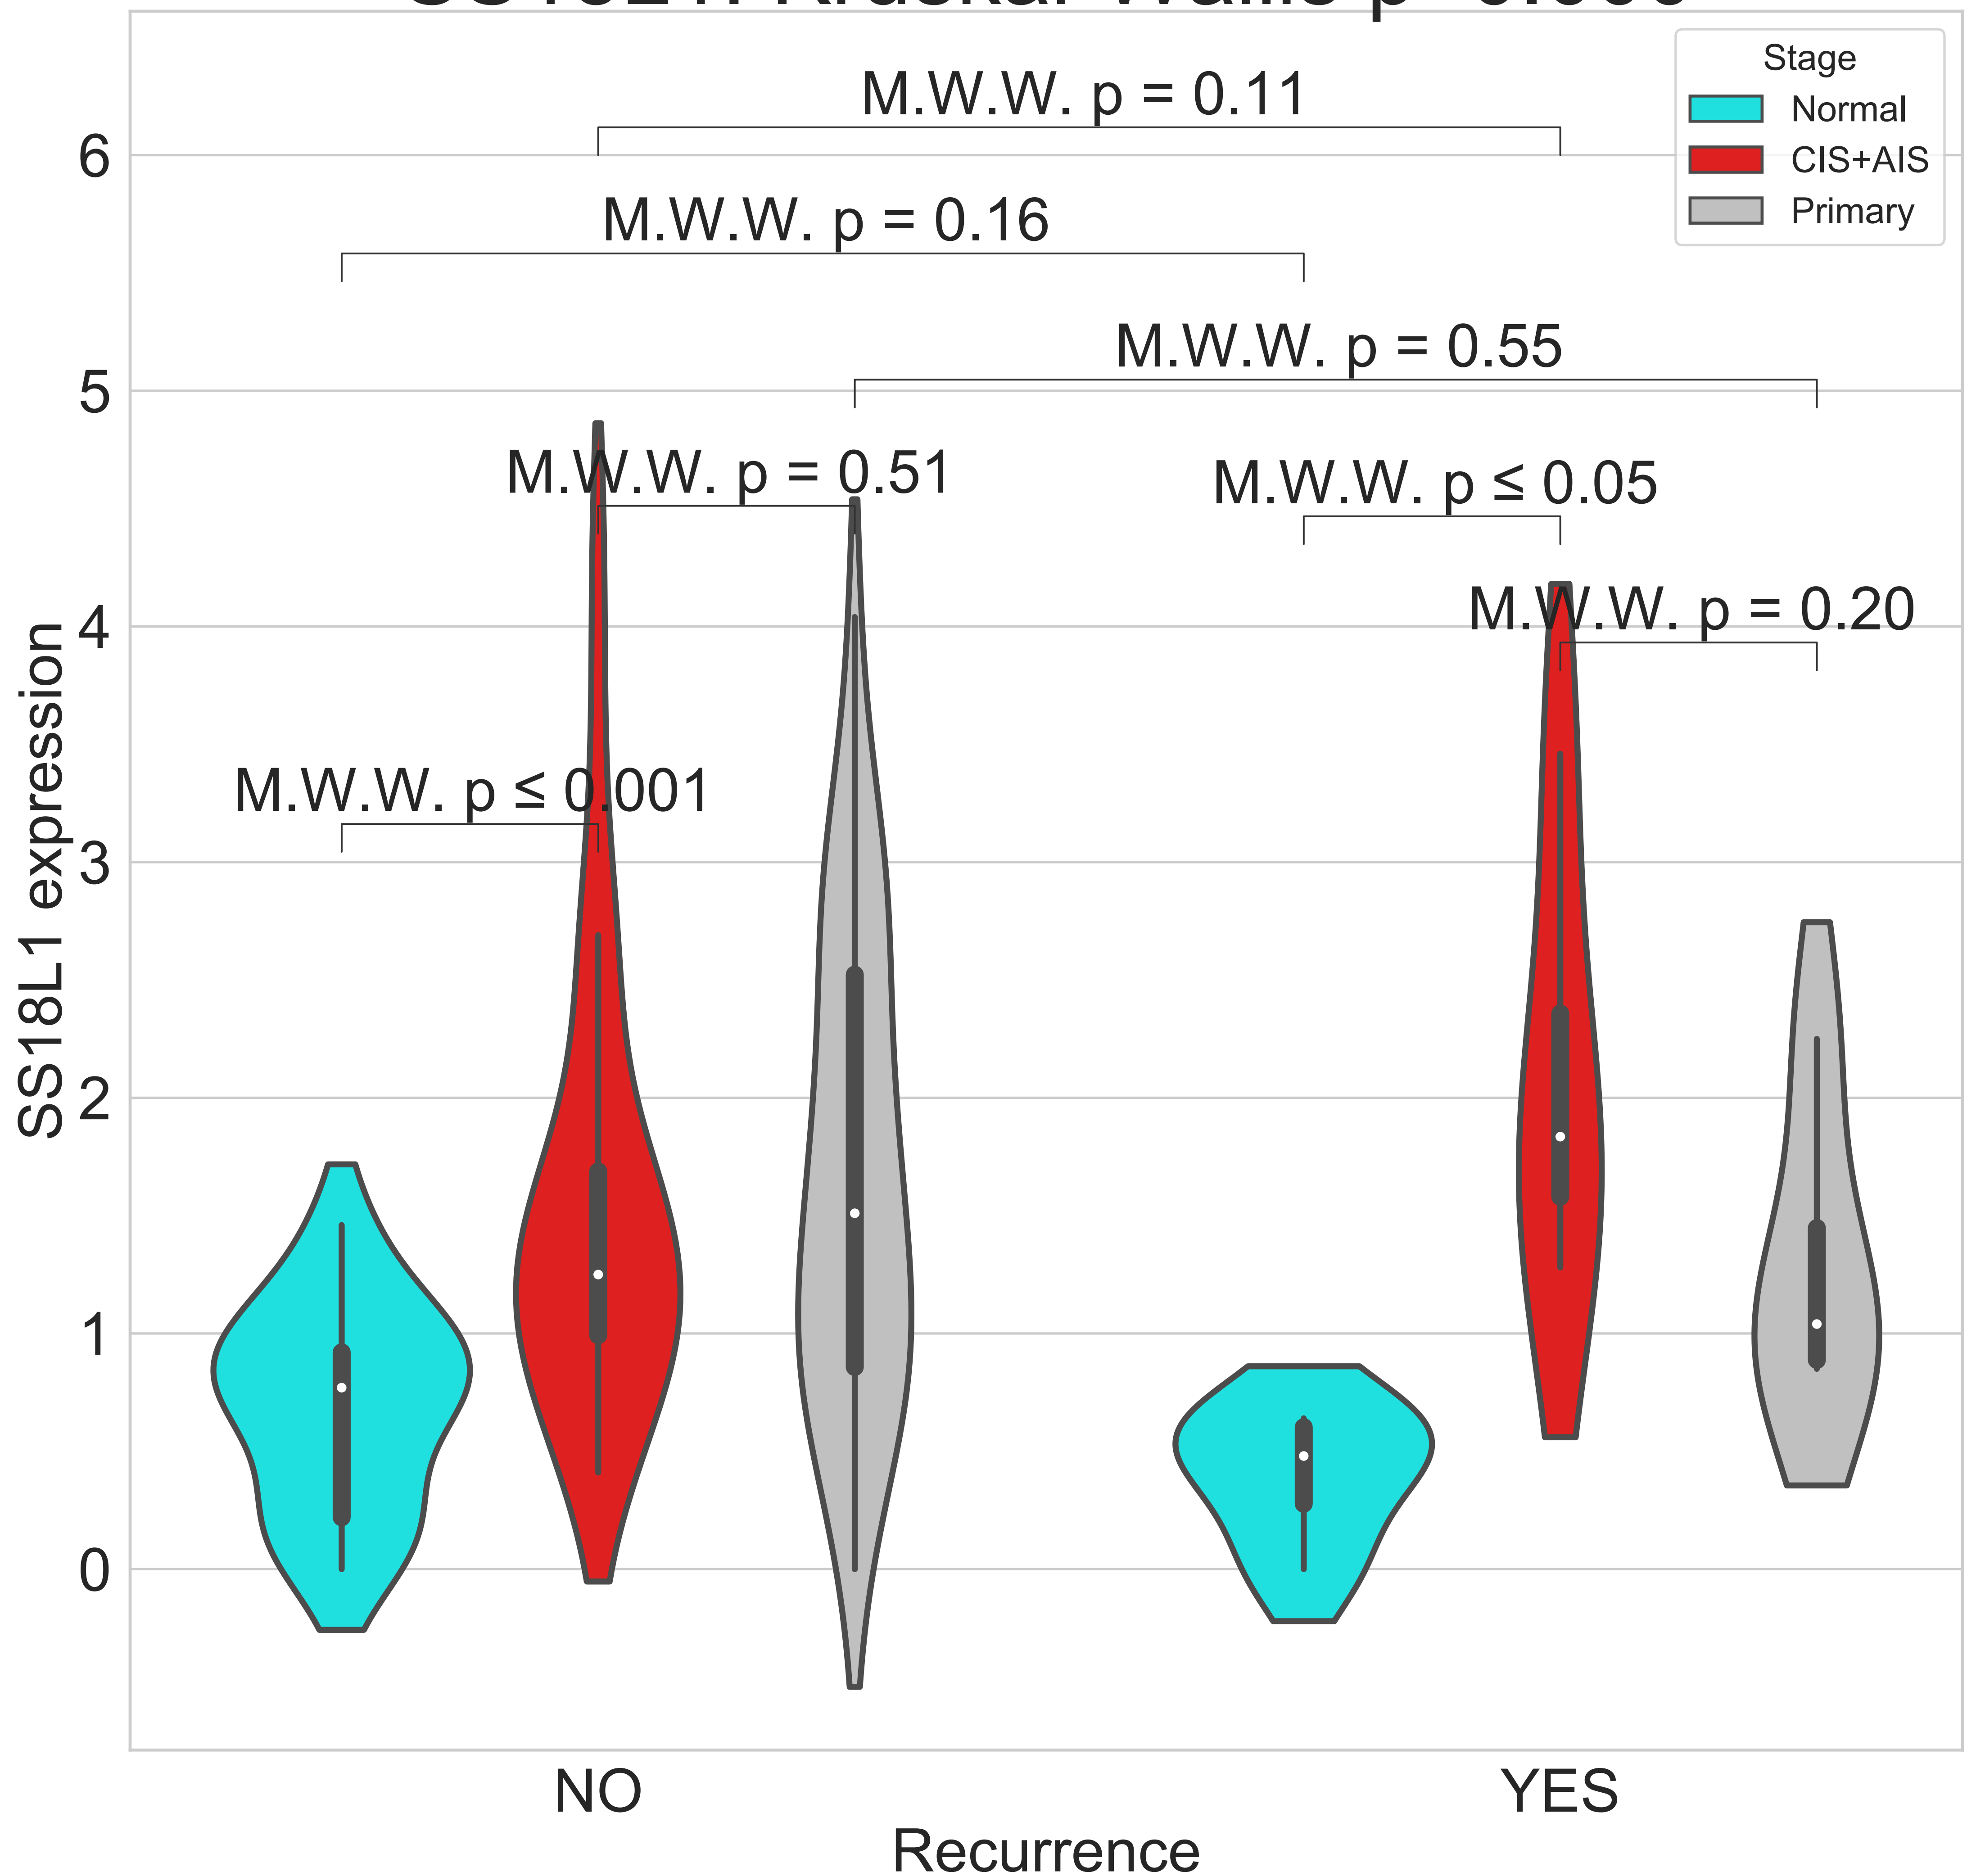 Stage
Normal
CIS+AIS
Primary
M.W.W. p = 0.11
M.W.W. p = 0.16
M.W.W. p = 0.55
M.W.W. p = 0.51
M.W.W. p ≤ 0.05
M.W.W. p = 0.20
M.W.W. p ≤ 0.001
SS18L1 expression
6
5
4
3
2
1
0
NO
YES
Recurrence